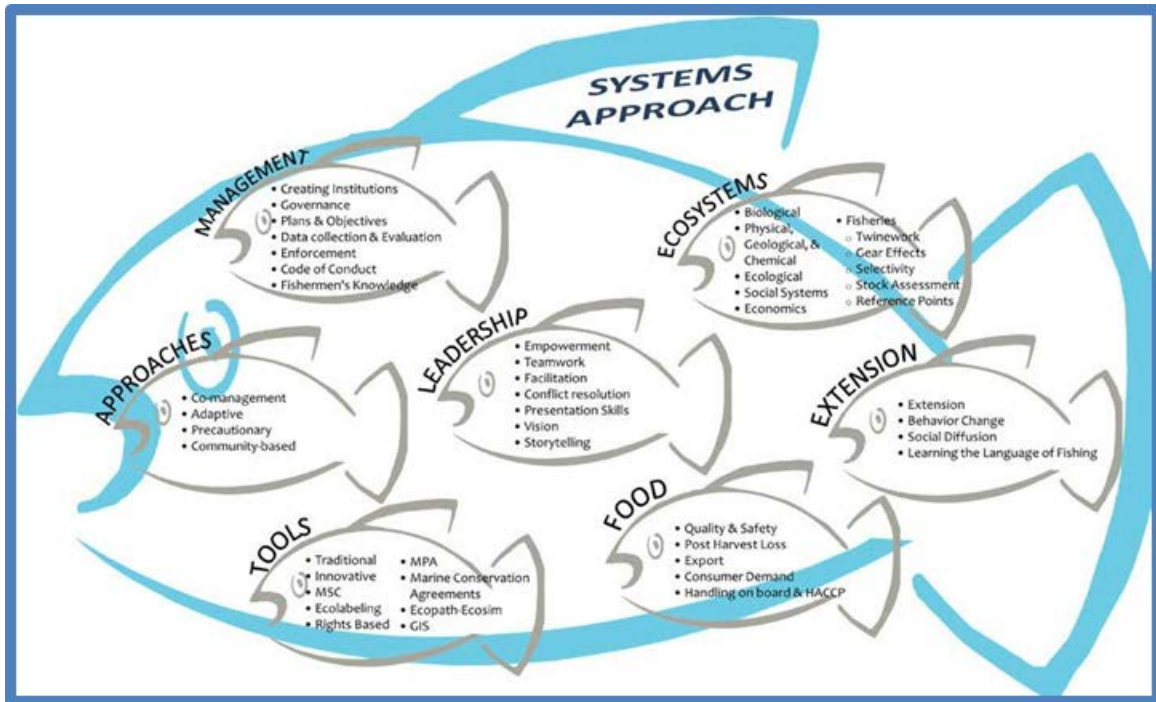 SYSTEMS
APPROACH
MANAGEMENT
• Creating Institutions
• Governance
• Plans & Objectives
• Data collection & Evaluation
• Enforcement
• Code of Conduct
• Fishermen's Knowledge
ECOSYSTEMS
• Biological
• Physical,
Geological, &
Chemical
• Ecological
• Social Systems
• Economics
• Fisheries
o Twinework
o Gear Effects
o Selectivity
o Stock Assessment
o Reference Points
APPROACHES
• Co-management
• Adaptive
• Precautionary
• Community-based
LEADERSHIP
• Empowerment
• Teamwork
• Facilitation
• Conflict resolution
• Presentation Skills
• Vision
• Storytelling
EXTENSION
• Extension
• Behavior Change
• Social Diffusion
• Learning the Language of Fishing
TOOLS
• Traditional
• Innovative
• MSC
• Ecolabeling
• Rights Based
• MPA
• Marine Conservation
Agreements
• Ecopath-Ecosim
• GIS
FOOD
• Quality & Safety
• Post Harvest Loss
• Export
• Consumer Demand
• Handling on board & HACCP